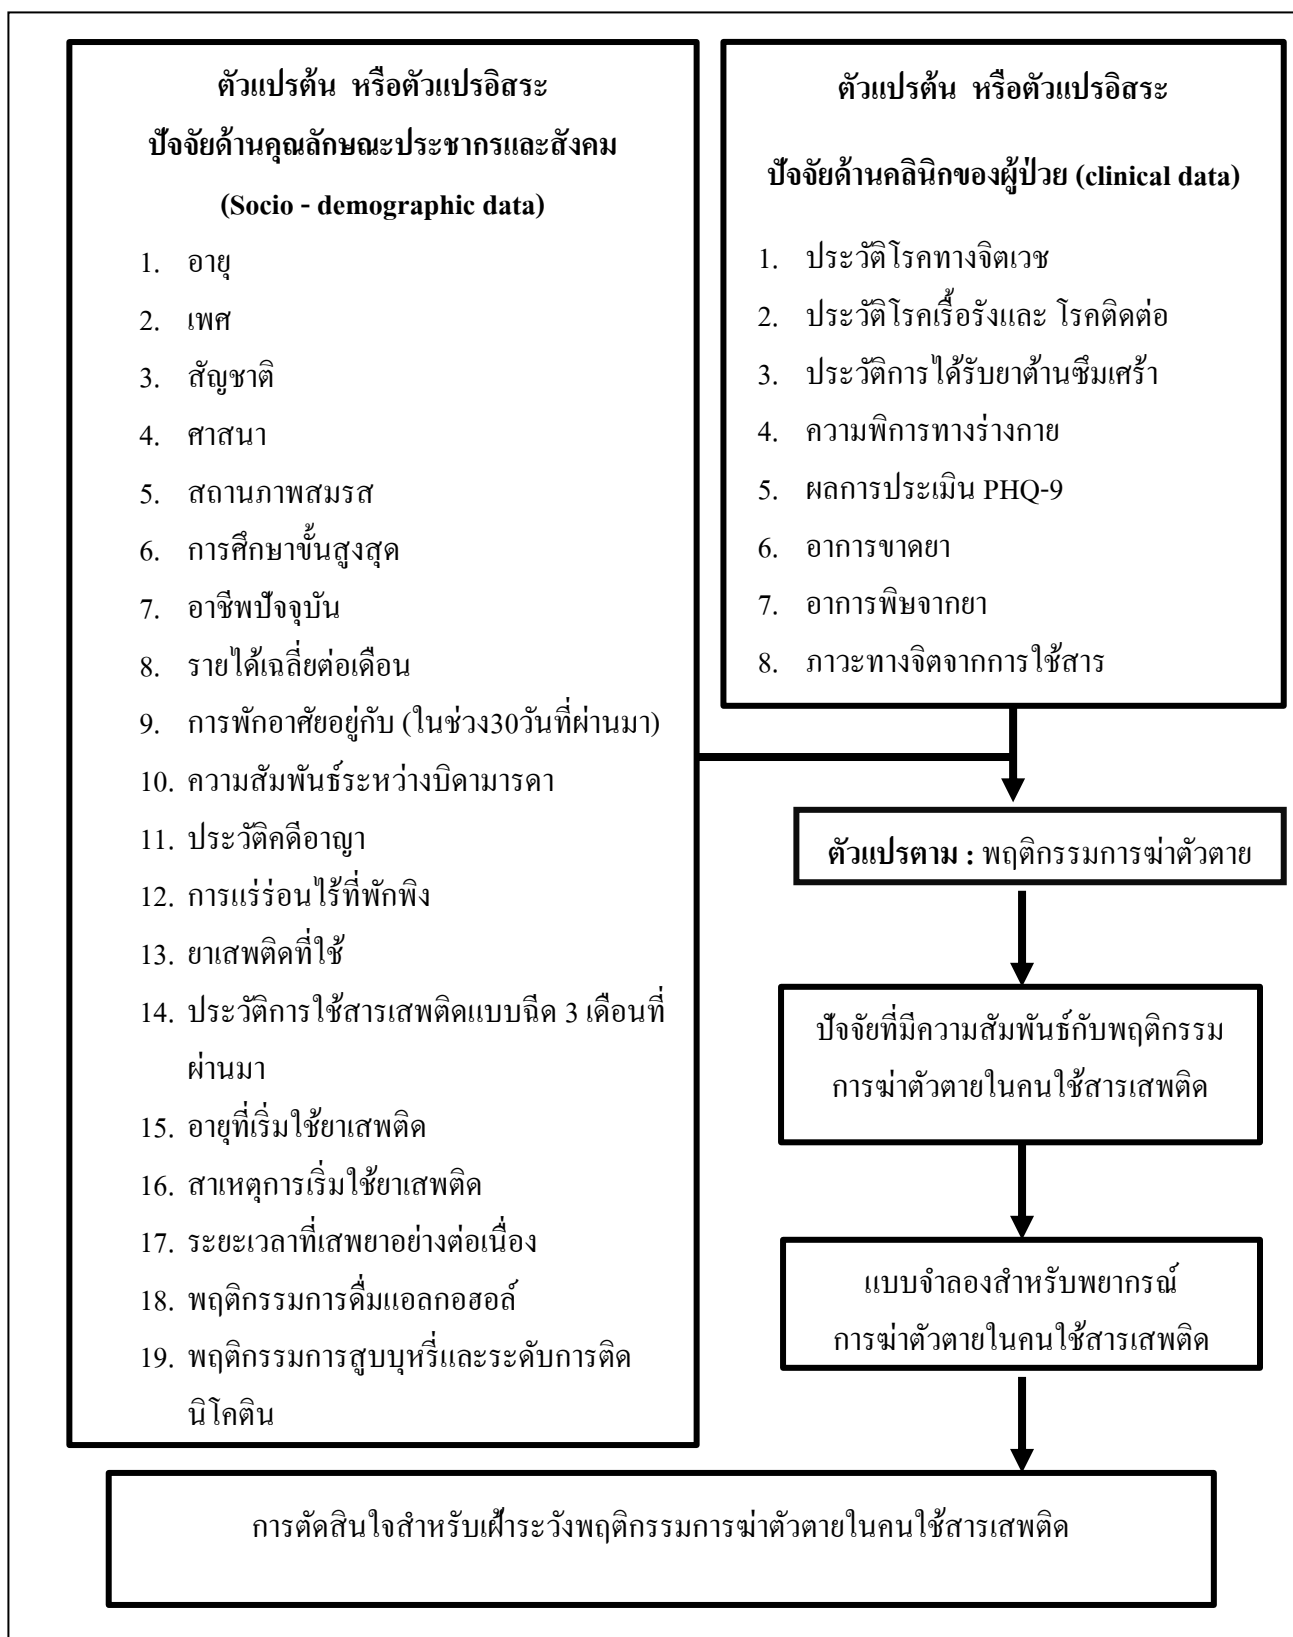 ตัวแปรต้น หรือตัวแปรอิสระ
ปัจจัยด้านคุณลักษณะประชากรและสังคม
(Socio - demographic data)
1. อายุ
2. เพศ
3. สัญชาติ
4. ศาสนา
5. สถานภาพสมรส
6. การศึกษาขั้นสูงสุด
7. อาชีพปัจจุบัน
8. รายได้เฉลี่ยต่อเดือน
9. การพักอาศัยอยู่กับ (ในช่วง30วันที่ผ่านมา)
10. ความสัมพันธ์ระหว่างบิดามารดา
11. ประวัติคดีอาญา
12. การแร่ร่อนไร้ที่พักพิง
13. ยาเสพติดที่ใช้
14. ประวัติการใช้สารเสพติดแบบฉีด 3 เดือนที่
ผ่านมา
15. อายุที่เริ่มใช้ยาเสพติด
16. สาเหตุการเริ่มใช้ยาเสพติด
17. ระยะเวลาที่เสพยาอย่างต่อเนื่อง
18. พฤติกรรมการดื่มแอลกอฮอล์
19. พฤติกรรมการสูบบุหรี่และระดับการติด
นิโคติน
ตัวแปรต้น หรือตัวแปรอิสระ
ปัจจัยด้านคลินิกของผู้ป่วย (clinical data)
1. ประวัติโรคทางจิตเวช
2. ประวัติโรคเรื้อรังและ โรคติดต่อ
3. ประวัติการได้รับยาต้านซึมเศร้า
4. ความพิการทางร่างกาย
5. ผลการประเมิน PHQ-9
6. อาการขาดยา
7. อาการพิษจากยา
8. ภาวะทางจิตจากการใช้สาร
ตัวแปรตาม : พฤติกรรมการฆ่าตัวตาย
ปัจจัยที่มีความสัมพันธ์กับพฤติกรรม
การฆ่าตัวตายในคนใช้สารเสพติด
แบบจำลองสำหรับพยากรณ์
การฆ่าตัวตายในคนใช้สารเสพติด
การตัดสินใจสำหรับเฝ้าระวังพฤติกรรมการฆ่าตัวตายในคนใช้สารเสพติด